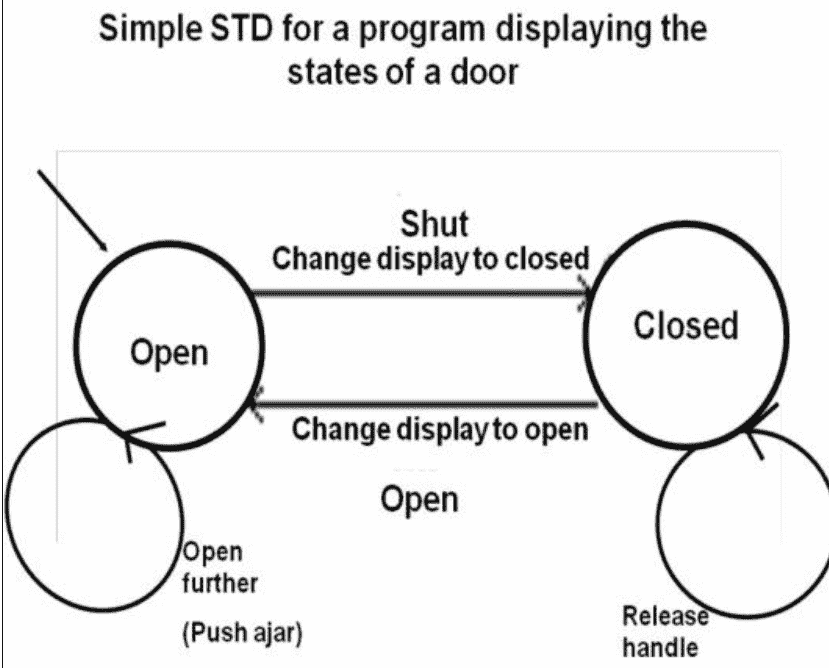 Simple STD for a program displaying the
states of a door
Shut
Change display to closed
Open
Closed
Change display to open
Open
Open
further
(Push ajar)
Release
handle